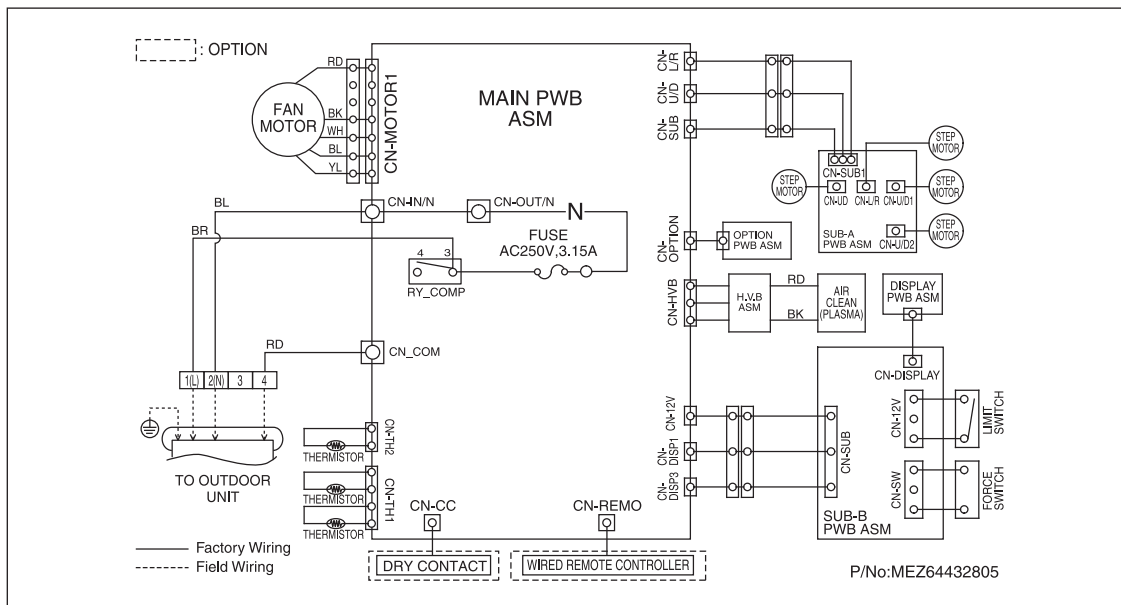 : OPTION
RD
FAN
MOTOR
BK
WH
BL
YL
CN-MOTOR1
MAIN PWB
ASM
CN-
L/R
CN-
U/D
CN-
SUB
CN-SUB1
STEP
MOTOR
STEP
MOTOR
CN-UD
CN-L/R
CN-U/D1
STEP
MOTOR
SUB-A
PWB ASM
CN-U/D2
STEP
MOTOR
BL
CN-IN/N
CN-OUT/N
N
BR
FUSE
AC250V,3.15A
4
3
RY_COMP
CN-
OPTION
OPTION
PWB ASM
CN-HVB
H.V.B
ASM
RD
BK
AIR
CLEAN
(PLASMA)
DISPLAY
PWB ASM
RD
CN_COM
1(L)
2(N)
3
4
TO OUTDOOR
UNIT
CN-TH2
THERMISTOR
THERMISTOR
CN-TH1
THERMISTOR
CN-12V
CN-
DISP1
CN-
DISP3
CN-SUB
CN-DISPLAY
CN-12V
LIMIT
SWITCH
CN-SW
FORCE
SWITCH
SUB-B
PWB ASM
CN-CC
CN-REMO
DRY CONTACT
WIRED REMOTE CONTROLLER
Factory Wiring
Field Wiring
P/No:MEZ64432805